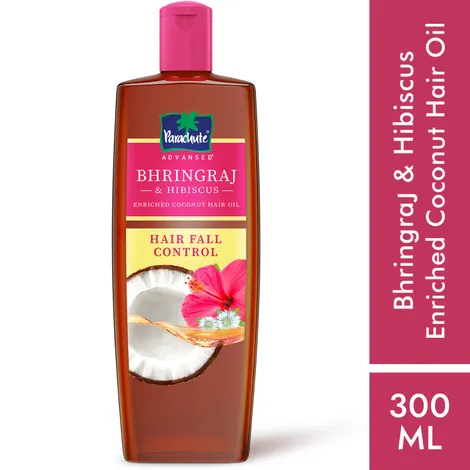 Parachute
ADVANSED
BHRINGRAJ
& HIBISCUS
ENRICHED COCONUT HAIR OIL
HAIR FALL
CONTROL
Bhringraj & Hibiscus
Enriched Coconut Hair Oil
300
ML